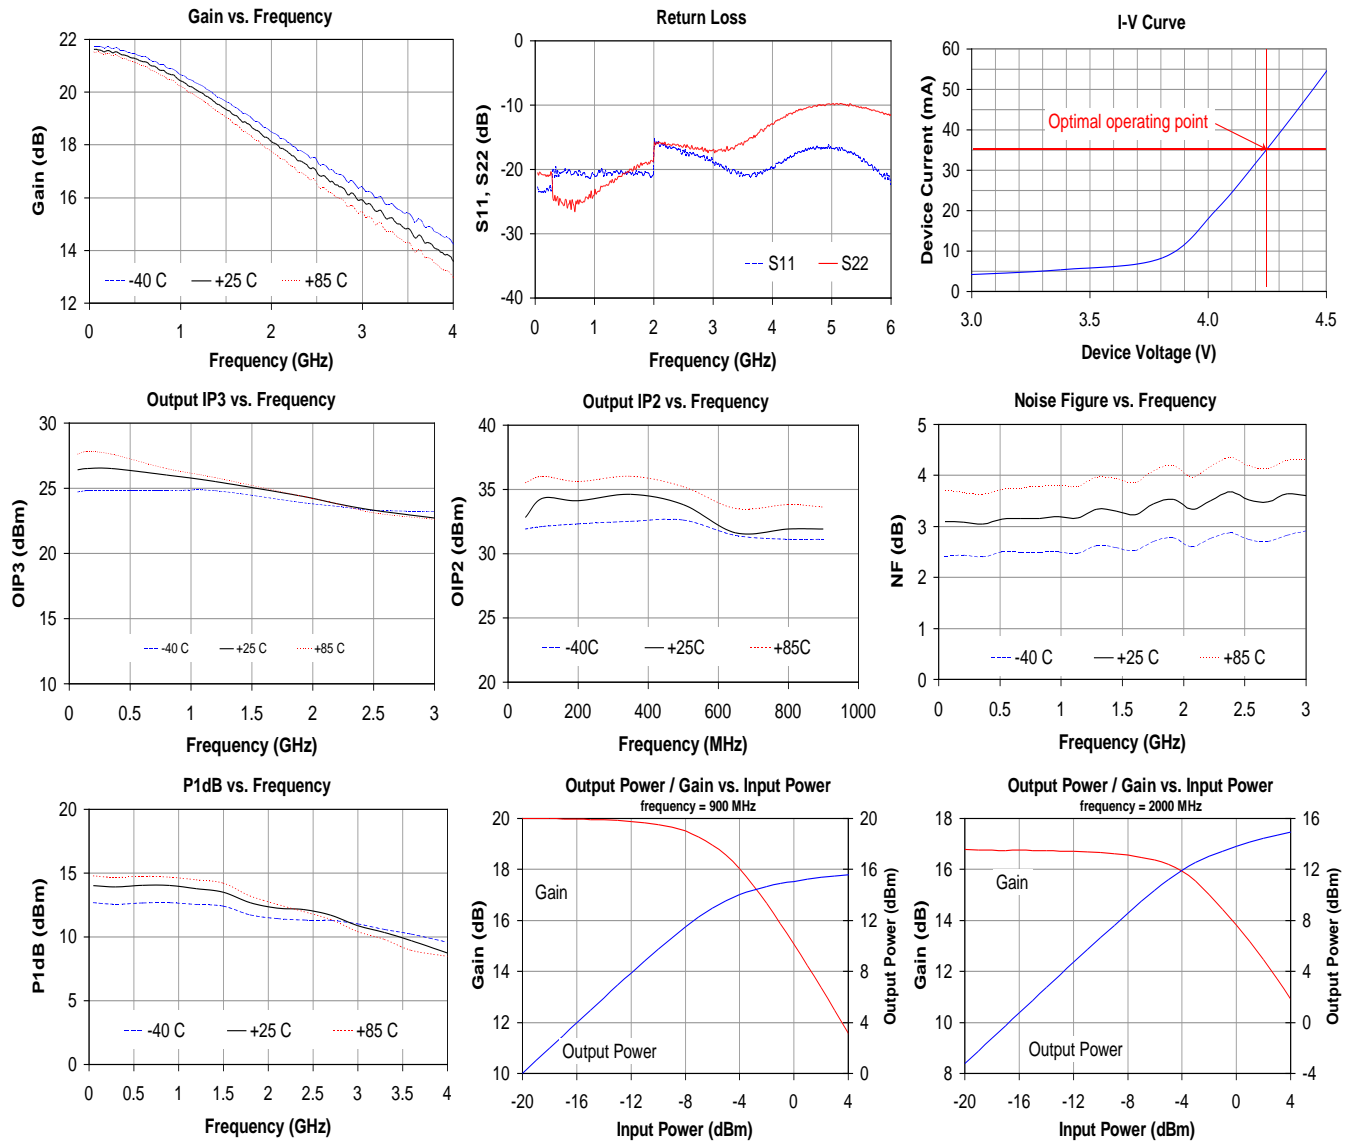 Gain vs. Frequency
22
20
18
16
14
12
Gain (dB)
-40 C
+25 C
+85 C
0 1 2 3 4
Frequency (GHz)
Return Loss
0
-10
-20
-30
-40
S11, S22 (dB)
S11
S22
0 1 2 3 4 5 6
Frequency (GHz)
I-V Curve
60
50
40
30
20
10
0
Device Current (mA)
Optimal operating point
3.0 3.5 4.0 4.5
Device Voltage (V)
Output IP3 vs. Frequency
30
25
20
15
10
OIP3 (dBm)
-40 C
+25 C
+85 C
0 0.5 1 1.5 2 2.5 3
Frequency (GHz)
Output IP2 vs. Frequency
40
35
30
25
20
OIP2 (dBm)
-40C
+25C
+85C
0 200 400 600 800 1000
Frequency (MHz)
Noise Figure vs. Frequency
5
4
3
2
1
0
NF (dB)
-40 C
+25 C
+85 C
0 0.5 1 1.5 2 2.5 3
Frequency (GHz)
P1dB vs. Frequency
20
15
10
5
0
P1dB (dBm)
-40 C
+25 C
+85 C
0 0.5 1 1.5 2 2.5 3 3.5 4
Frequency (GHz)
Output Power / Gain vs. Input Power
frequency = 900 MHz
20
18
16
14
12
10
Gain (dB)
Gain
Output Power
20
16
12
8
4
0
Output Power (dBm)
-20 -16 -12 -8 -4 0 4
Input Power (dBm)
Output Power / Gain vs. Input Power
frequency = 2000 MHz
18
16
14
12
10
8
Gain (dB)
Gain
Output Power
16
12
8
4
0
-4
Output Power (dBm)
-20 -16 -12 -8 -4 0 4
Input Power (dBm)